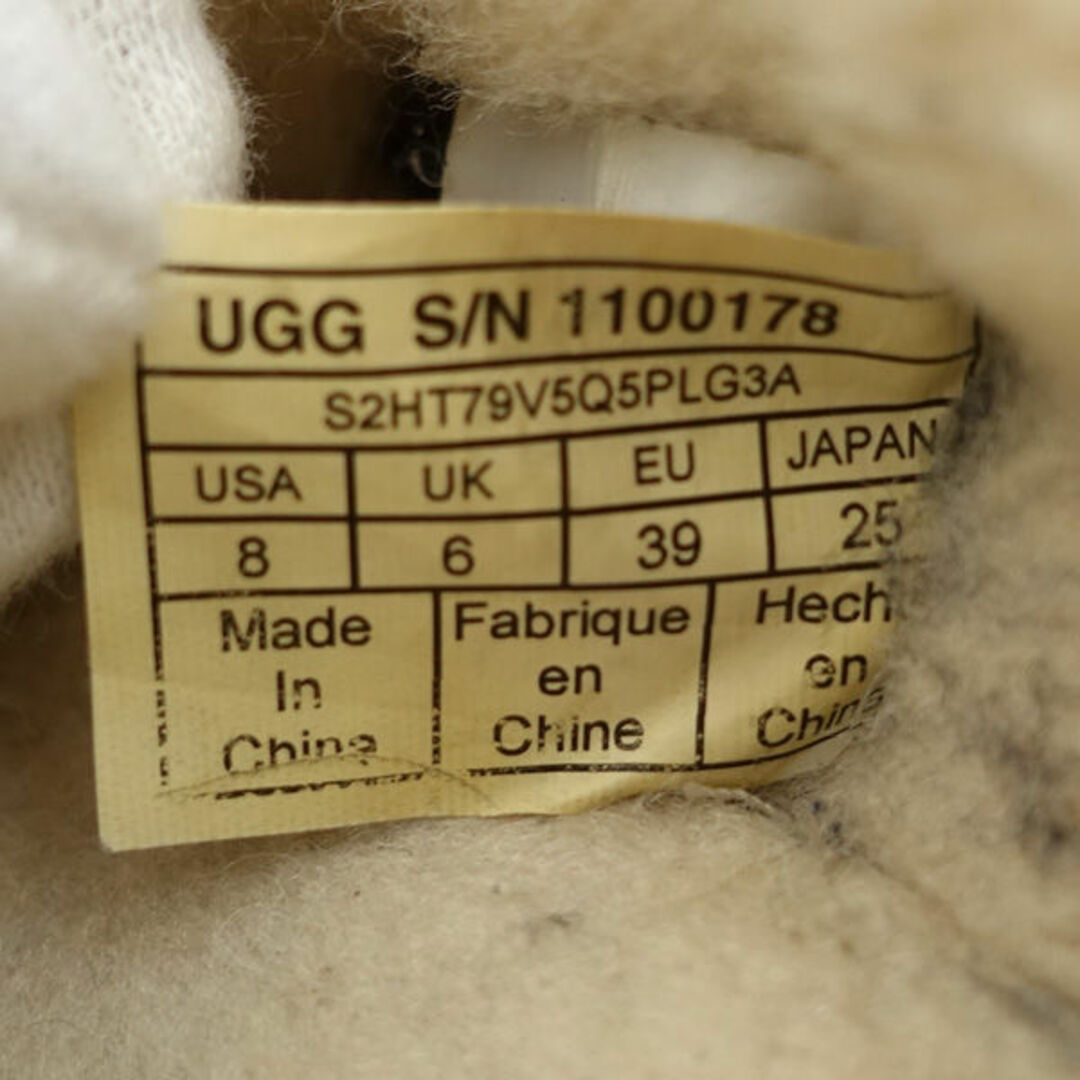 UGG S/N 1100178
S2HT79V5Q5PLG3A
USA UK EU JAPAN
8 6 39 25
Made Fabrique Hech
In en en
China Chine China